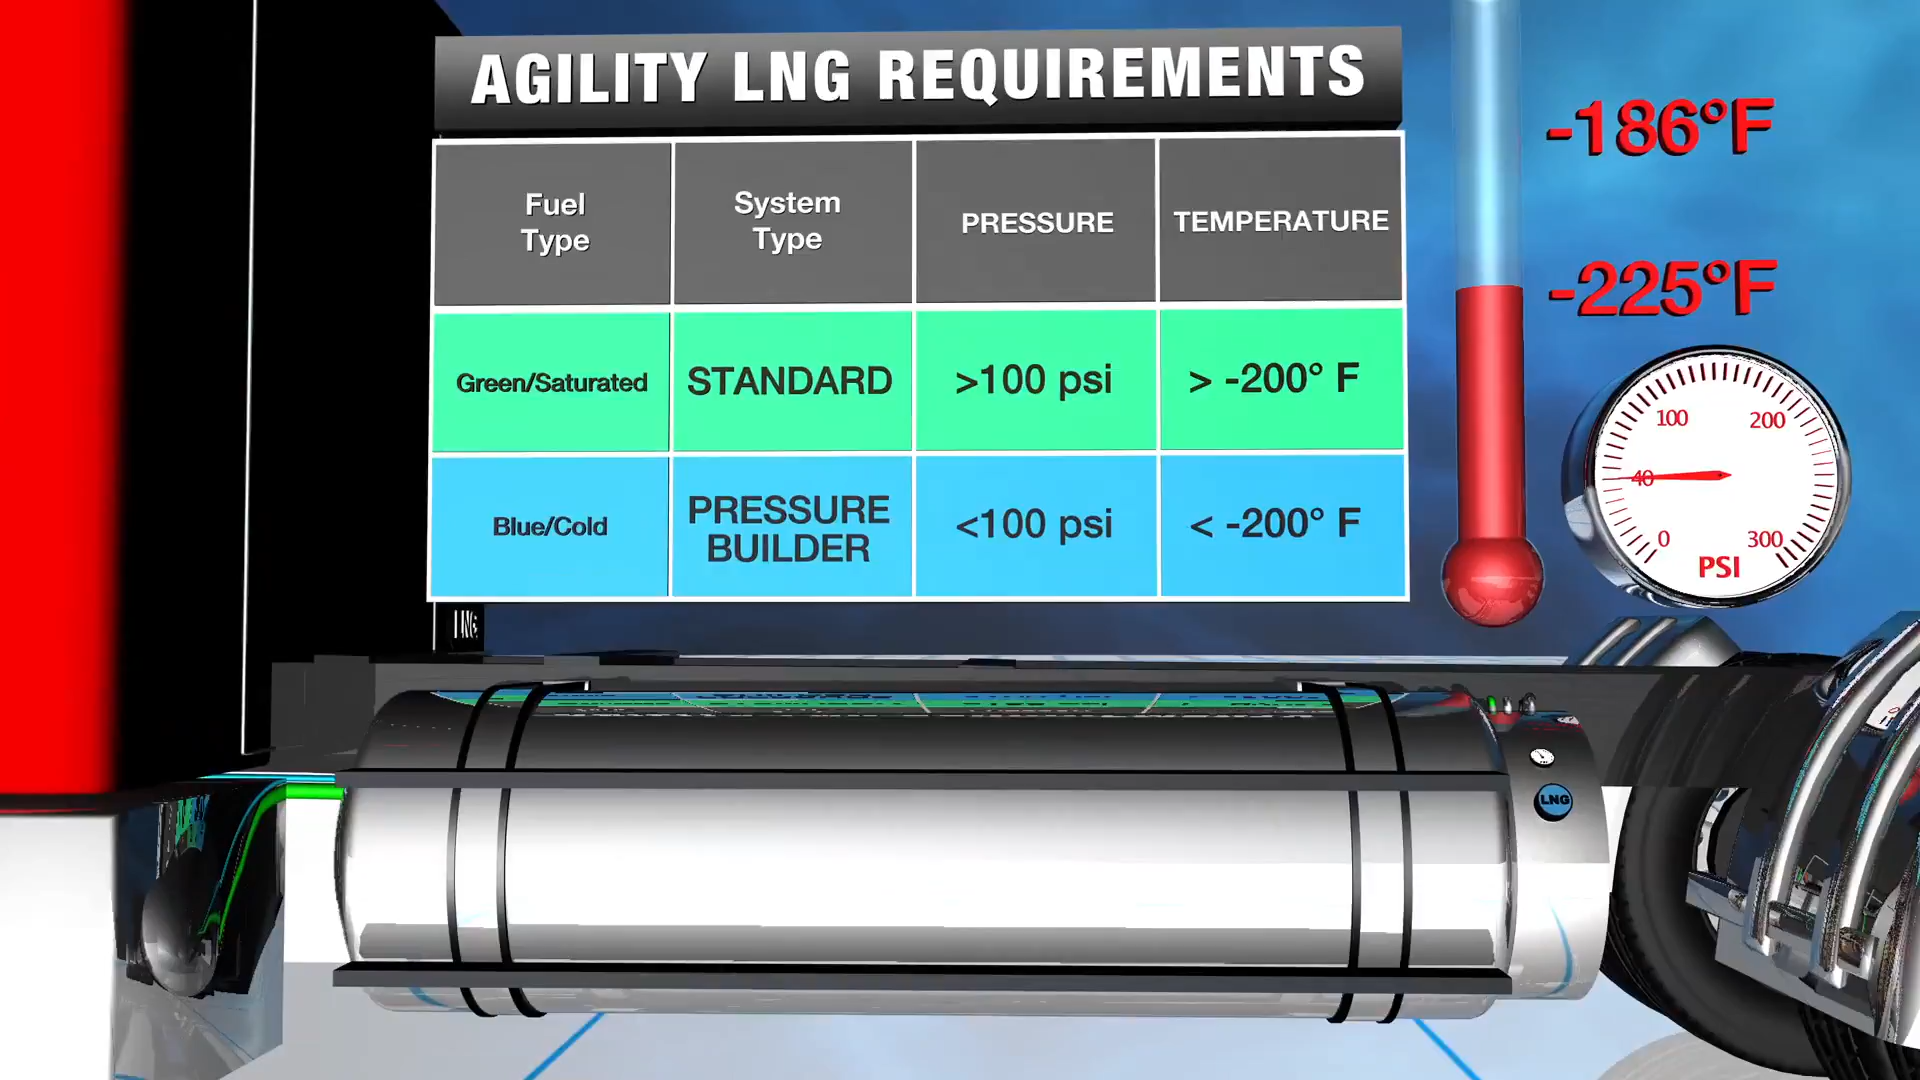 AGILITY LNG REQUIREMENTS
Fuel
Type
System
Type
PRESSURE
TEMPERATURE
Green/Saturated
STANDARD
>100 psi
> -200° F
Blue/Cold
PRESSURE
BUILDER
<100 psi
< -200° F
-186°F
-225°F
100
200
40
0
300
PSI
LNG
LNG